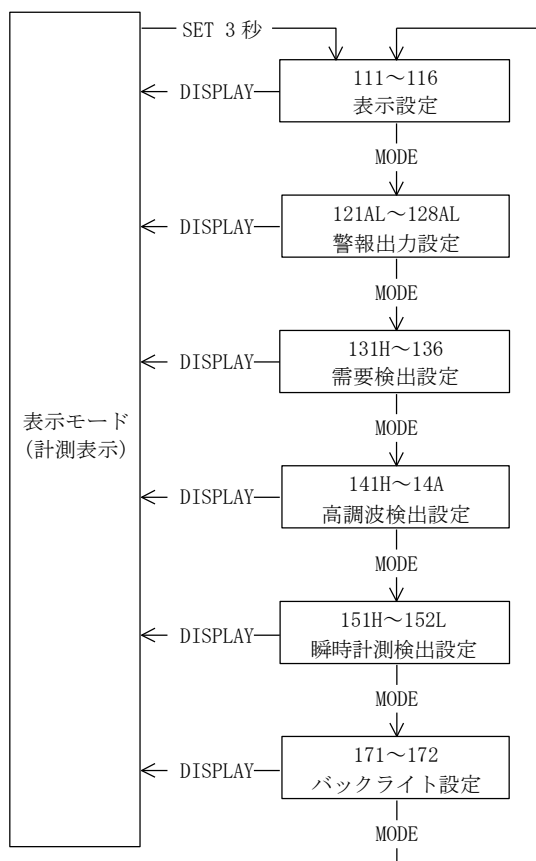 SET 3秒
111～116
表示設定
DISPLAY
MODE
121AL～128AL
警報出力設定
DISPLAY
MODE
131H～136
需要検出設定
DISPLAY
MODE
表示モード
(計測表示)
141H～14A
高調波検出設定
DISPLAY
MODE
151H～152L
瞬時計測検出設定
DISPLAY
MODE
171～172
バックライト設定
DISPLAY
MODE